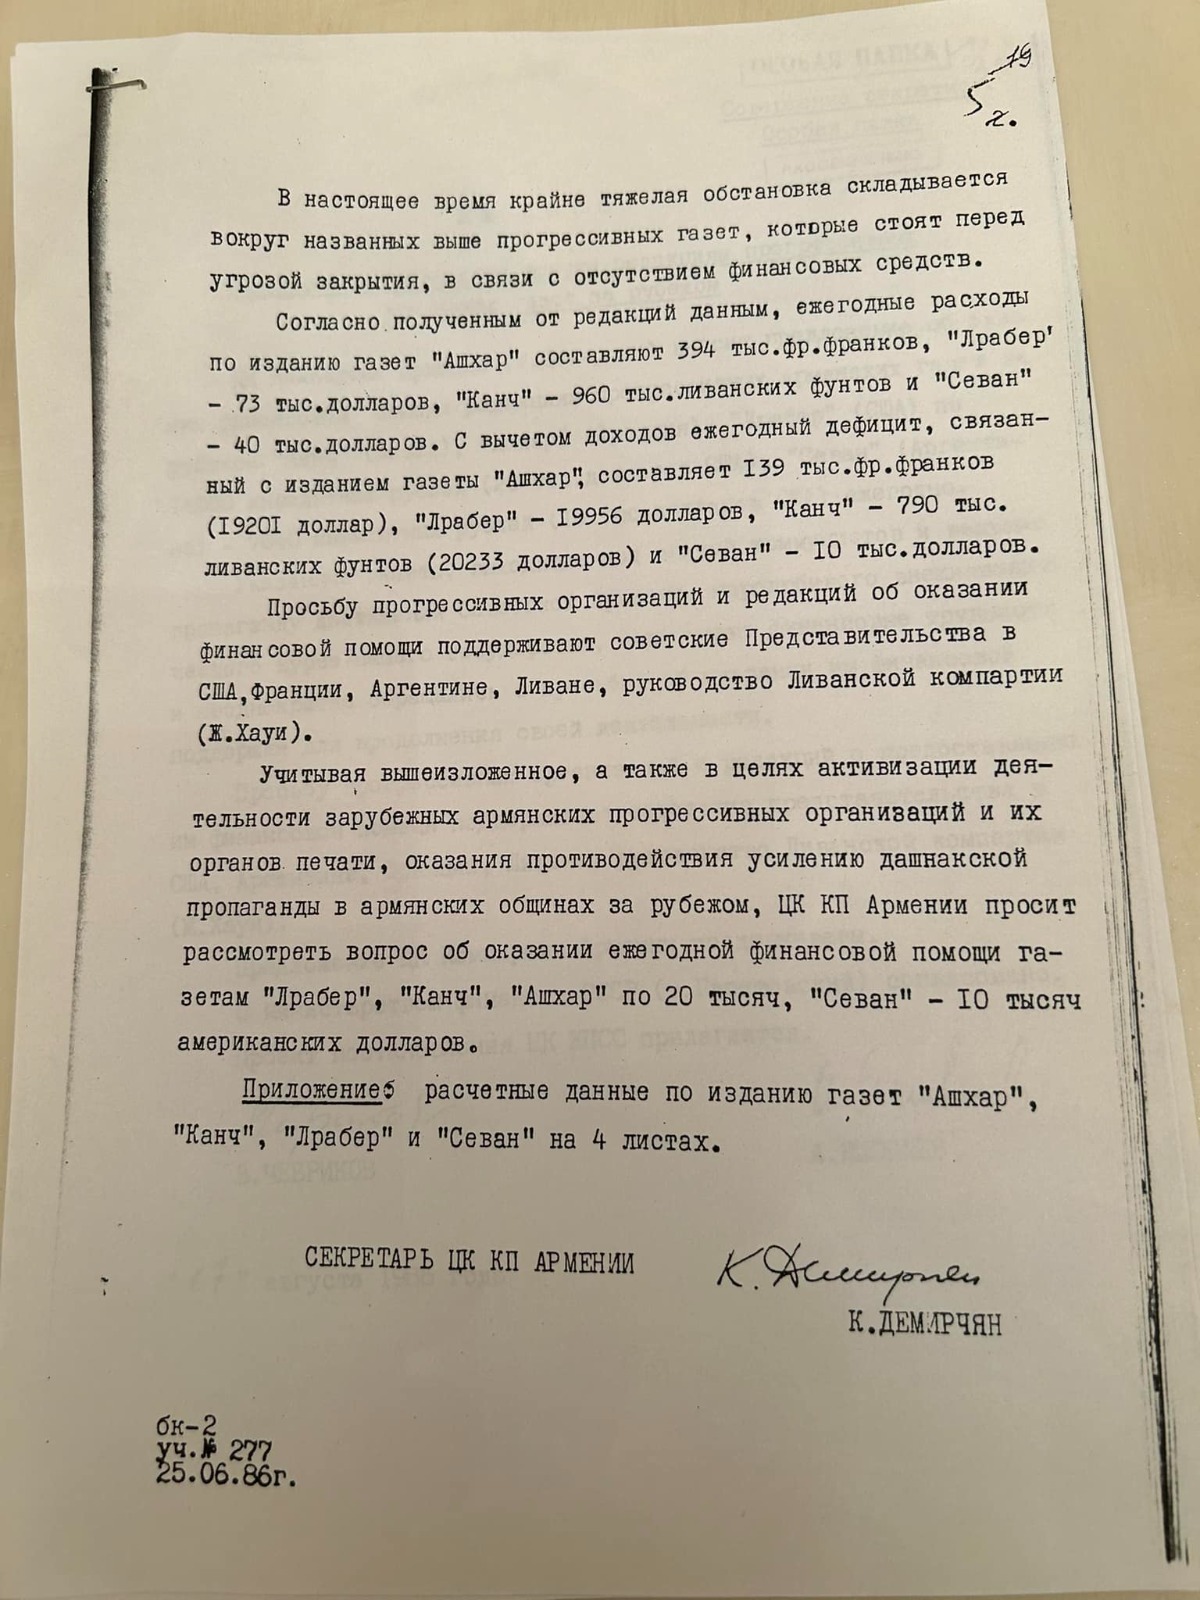 19
5
г.
В настоящее время крайне тяжелая обстановка складывается
вокруг названных выше прогрессивных газет, которые стоят перед
угрозой закрытия, в связи с отсутствием финансовых средств.
Согласно полученным от редакций данным, ежегодные расходы
по изданию газет "Ашхар" составляют 394 тыс.фр.франков, "Лрабер"
- 73 тыс.долларов, "Канч" - 960 тыс.ливанских фунтов и "Севан"
- 40 тыс.долларов. С вычетом доходов ежегодный дефицит, связан-
ный с изданием газеты "Ашхар", составляет 139 тыс.фр.франков
(19201 доллар), "Лрабер" - 19956 долларов, "Канч" - 790 тыс.
ливанских фунтов (20233 долларов) и "Севан" - 10 тыс.долларов.
Просьбу прогрессивных организаций и редакций об оказании
финансовой помощи поддерживают советские Представительства в
США,Франции, Аргентине, Ливане, руководство Ливанской компартии
(Ж.Хауи).
Учитывая вышеизложенное, а также в целях активизации дея-
тельности зарубежных армянских прогрессивных организаций и их
органов печати, оказания противодействия усилению дашнакской
пропаганды в армянских общинах за рубежом, ЦК КП Армении просит
рассмотреть вопрос об оказании ежегодной финансовой помощи га-
зетам "Лрабер", "Канч", "Ашхар" по 20 тысяч, "Севан" - 10 тысяч
американских долларов.
Приложение: расчетные данные по изданию газет "Ашхар",
"Канч", "Лрабер" и "Севан" на 4 листах.
СЕКРЕТАРЬ ЦК КП АРМЕНИИ
К. Демирчян
К.ДЕМИРЧЯН
бк-2
уч.№ 277
25.06.86г.